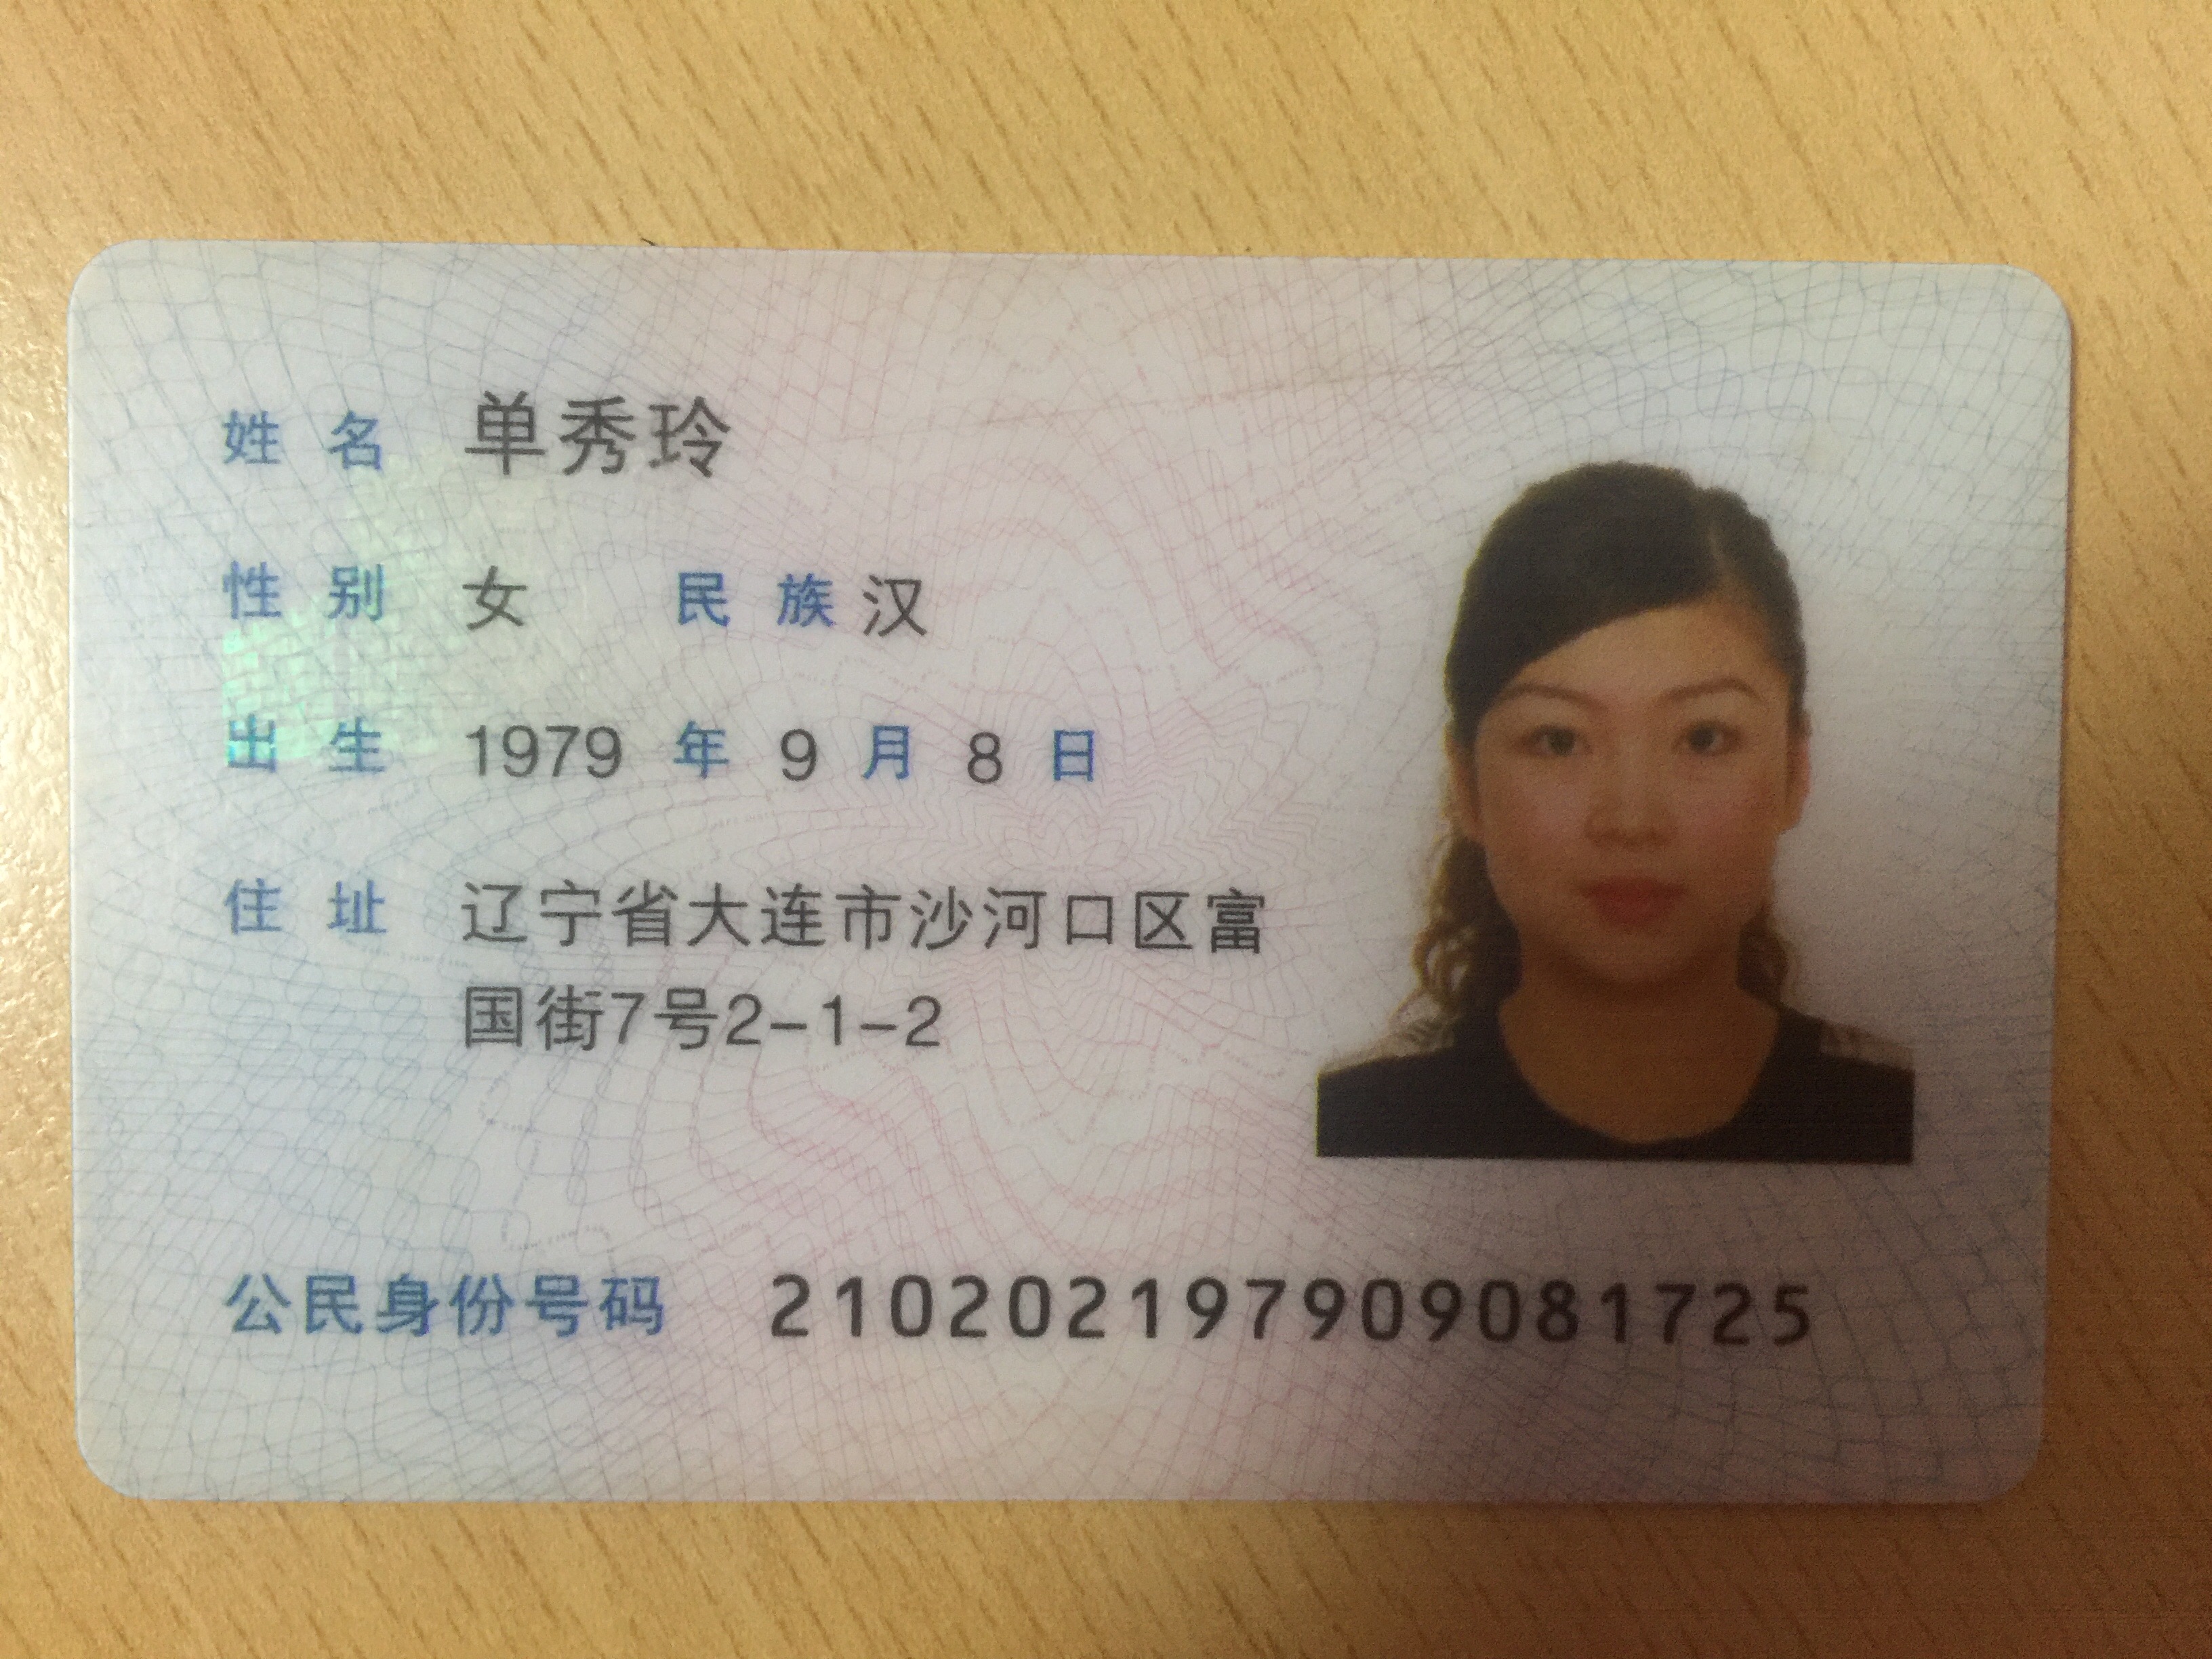 姓名 单秀玲
性别 女 民族 汉
出生 1979 年 9 月 8 日
住址 辽宁省大连市沙河口区富
国街7号2-1-2
公民身份号码 210202197909081725